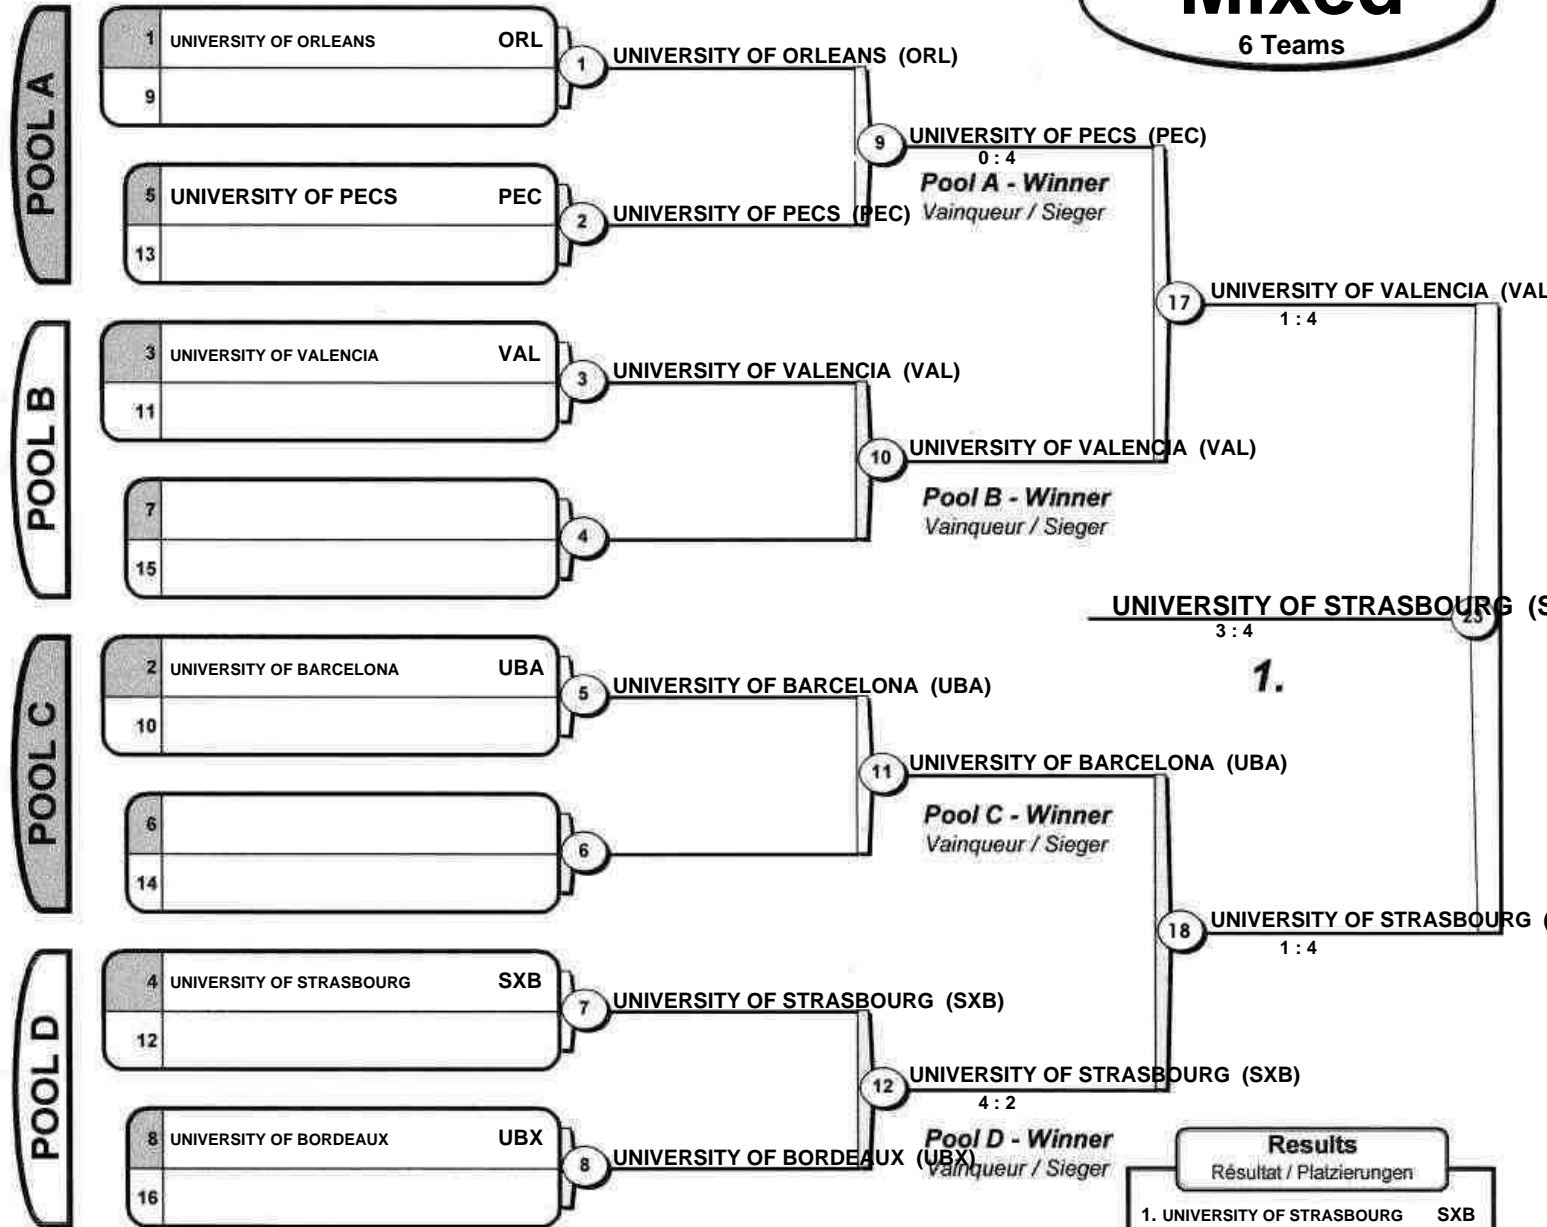 Mixed
6 Teams
POOL A
1 UNIVERSITY OF ORLEANS ORL
9
1
UNIVERSITY OF ORLEANS (ORL)
5 UNIVERSITY OF PECS PEC
13
2
UNIVERSITY OF PECS (PEC)
9
UNIVERSITY OF PECS (PEC)
0 : 4
Pool A - Winner
Vainqueur / Sieger
POOL B
3 UNIVERSITY OF VALENCIA VAL
11
3
UNIVERSITY OF VALENCIA (VAL)
7
15
4
10
UNIVERSITY OF VALENCIA (VAL)
Pool B - Winner
Vainqueur / Sieger
17
UNIVERSITY OF VALENCIA (VAL
1 : 4
UNIVERSITY OF STRASBOURG (S
23
3 : 4
1.
POOL C
2 UNIVERSITY OF BARCELONA UBA
10
5
UNIVERSITY OF BARCELONA (UBA)
6
14
6
11
UNIVERSITY OF BARCELONA (UBA)
Pool C - Winner
Vainqueur / Sieger
18
UNIVERSITY OF STRASBOURG (
1 : 4
POOL D
4 UNIVERSITY OF STRASBOURG SXB
12
7
UNIVERSITY OF STRASBOURG (SXB)
8 UNIVERSITY OF BORDEAUX UBX
16
8
UNIVERSITY OF BORDEAUX (UBX)
12
UNIVERSITY OF STRASBOURG (SXB)
4 : 2
Pool D - Winner
Vainqueur / Sieger
Results
Résultat / Platzierungen
1. UNIVERSITY OF STRASBOURG SXB